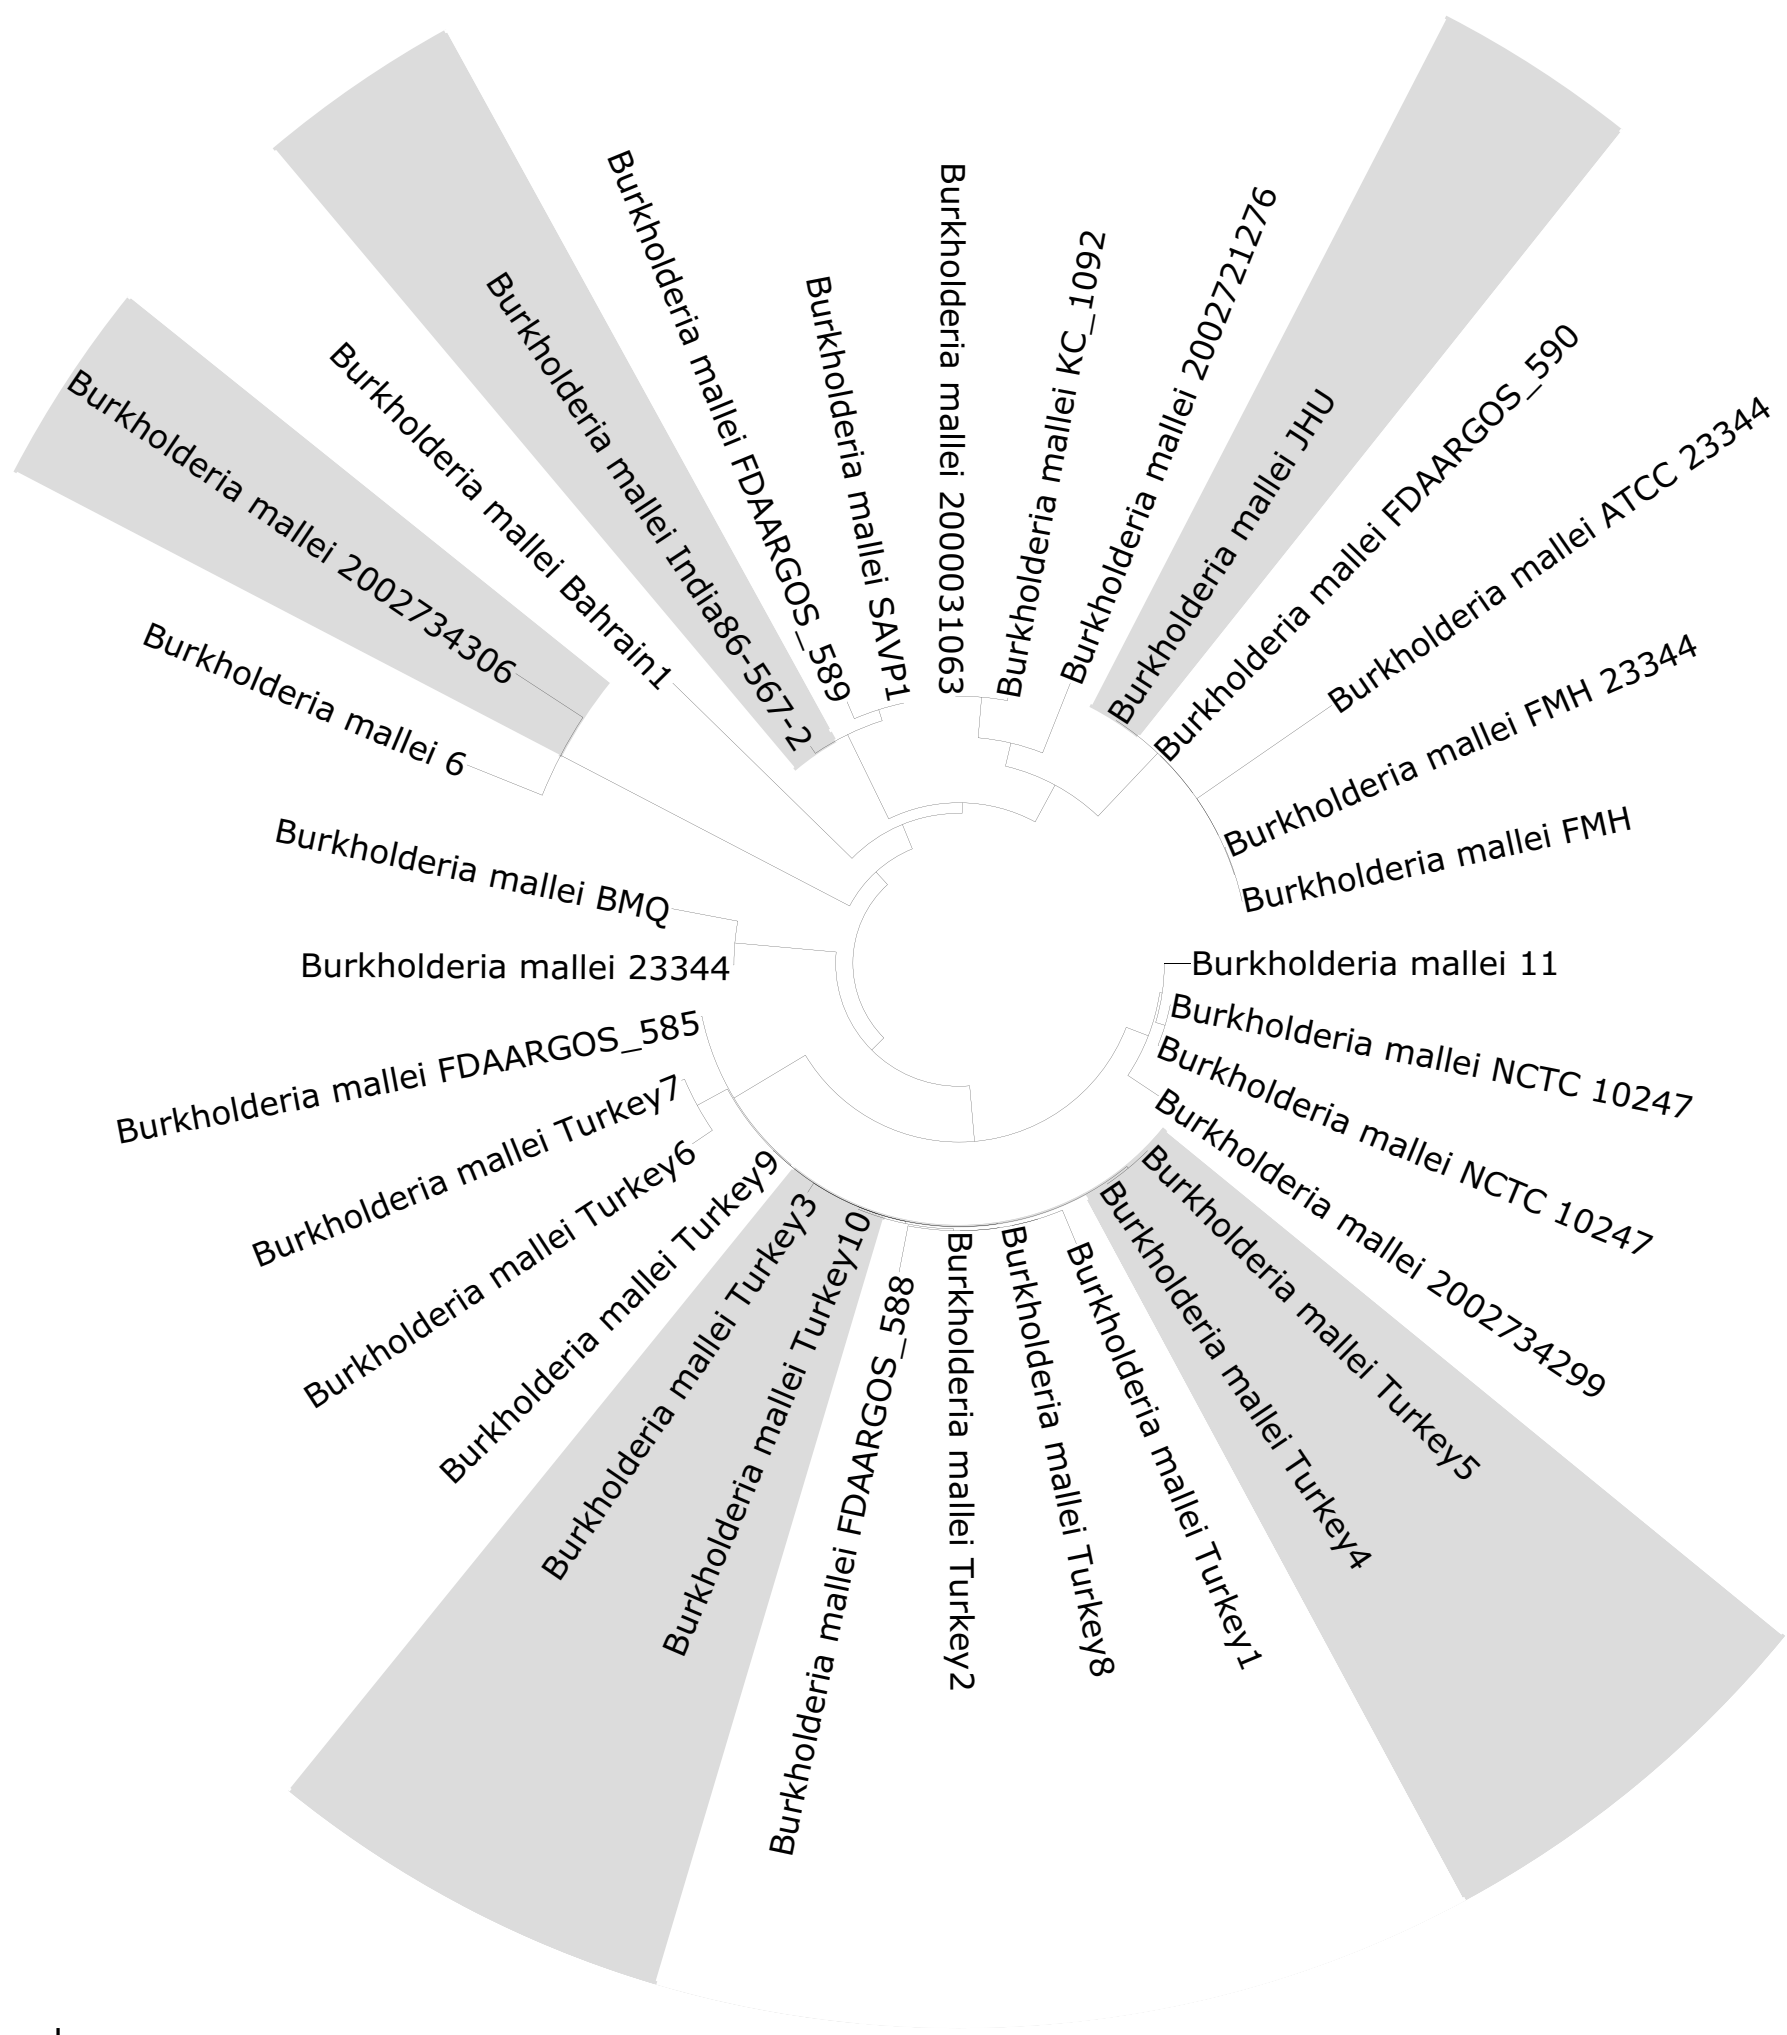 Burkholderia mallei 2000031063
Burkholderia mallei KC_1092
Burkholderia mallei 2002721276
Burkholderia mallei JHU
Burkholderia mallei FDAARGOS_590
Burkholderia mallei ATCC 23344
Burkholderia mallei FMH 23344
Burkholderia mallei FMH
Burkholderia mallei 11
Burkholderia mallei NCTC 10247
Burkholderia mallei NCTC 10247
Burkholderia mallei 2002734299
Burkholderia mallei Turkey5
Burkholderia mallei Turkey4
Burkholderia mallei Turkey1
Burkholderia mallei Turkey8
Burkholderia mallei Turkey2
Burkholderia mallei FDAARGOS_588
Burkholderia mallei Turkey10
Burkholderia mallei Turkey3
Burkholderia mallei Turkey9
Burkholderia mallei Turkey6
Burkholderia mallei Turkey7
Burkholderia mallei FDAARGOS_585
Burkholderia mallei 23344
Burkholderia mallei BMQ
Burkholderia mallei 6
Burkholderia mallei 2002734306
Burkholderia mallei Bahrain1
Burkholderia mallei India86-567-2
Burkholderia mallei FDAARGOS_589
Burkholderia mallei SAVP1